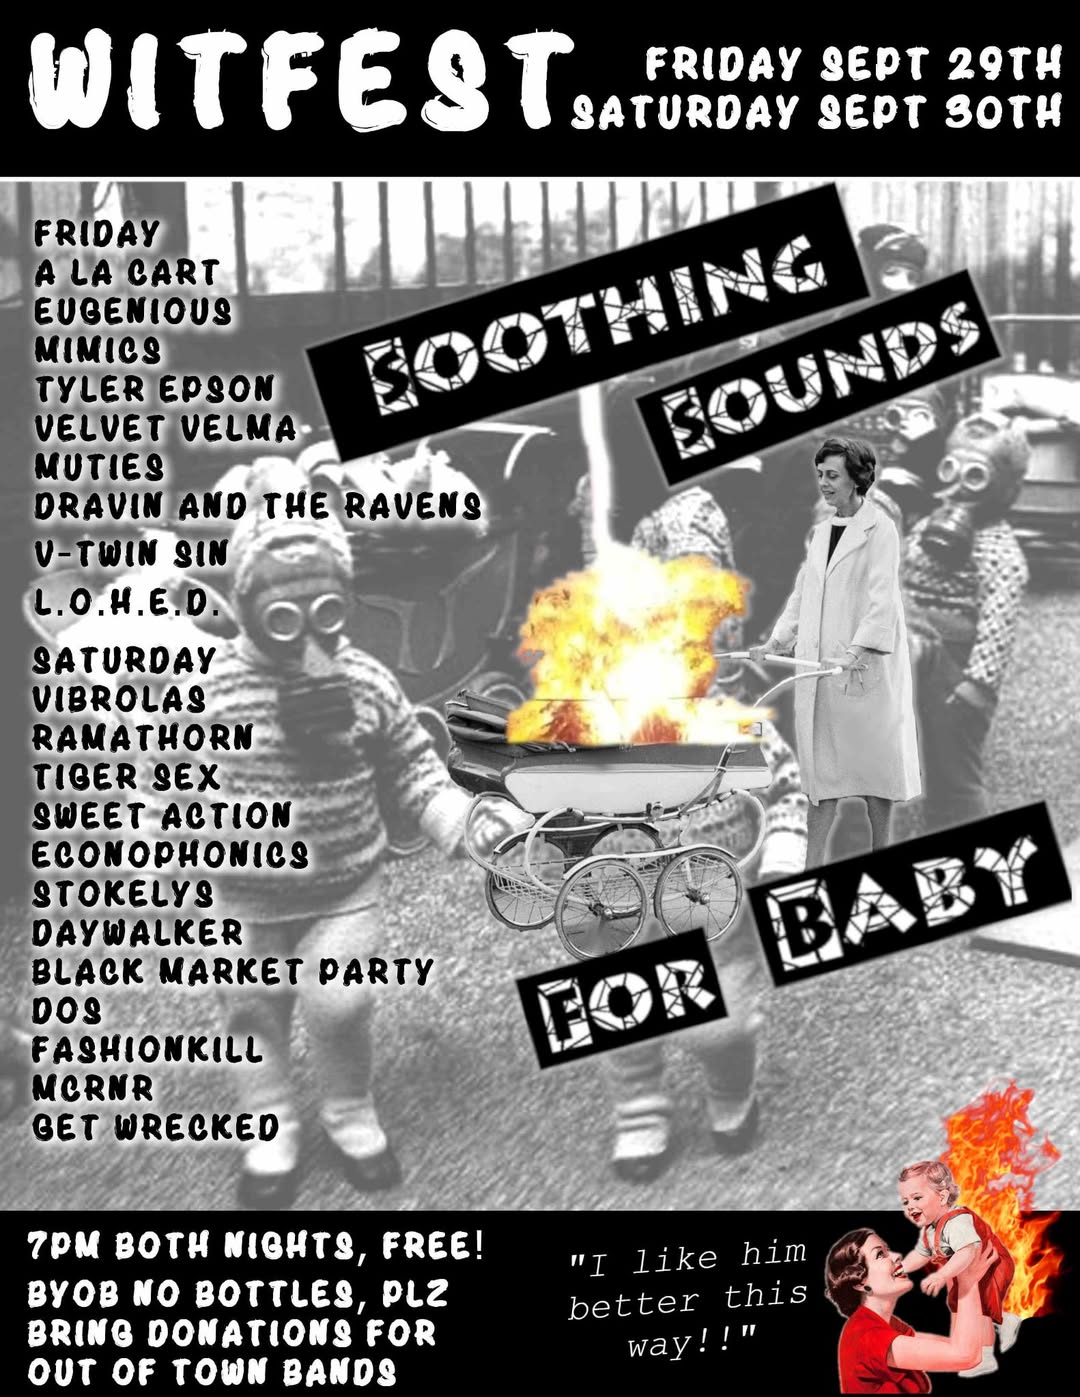 WITFEST
FRIDAY SEPT 29TH
SATURDAY SEPT 30TH
SOOTHING
SOUNDS
FOR BABY
FRIDAY
A LA CART
EUGENIOUS
MIMICS
TYLER EPSON
VELVET VELMA
MUTIES
DRAVIN AND THE RAVENS
V-TWIN SIN
L.O.H.E.D.
SATURDAY
VIBROLAS
RAMATHORN
TIGER SEX
SWEET ACTION
ECONOPHONICS
STOKELYS
DAYWALKER
BLACK MARKET PARTY
DOS
FASHIONKILL
MCRNR
GET WRECKED
7PM BOTH NIGHTS, FREE!
BYOB NO BOTTLES, PLZ
BRING DONATIONS FOR
OUT OF TOWN BANDS
"I like him
better this
way!!"